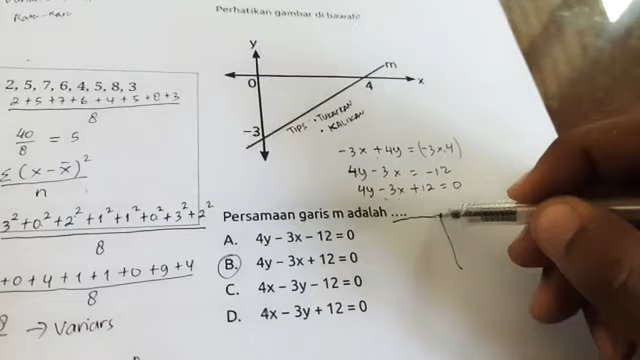 Perhatikan gambar di bawah!
2, 5, 7, 6, 4, 5, 8, 3
2 + 5 + 7 + 6 + 4 + 5 + 8 + 3
8
40
8
= 5
Σ (x - x̄)²
n
3² + 0² + 2² + 1² + 1² + 0² + 3² + 2²
8
+ 0 + 4 + 1 + 1 + 0 + 9 + 4
8
→ Varians
y
m
0
4
x
-3
TIPS : • TUKARKAN
• KALIKAN
-3x + 4y = (-3×4)
4y - 3x = -12
4y - 3x + 12 = 0
Persamaan garis m adalah ....
A. 4y – 3x – 12 = 0
B. 4y – 3x + 12 = 0
C. 4x – 3y – 12 = 0
D. 4x – 3y + 12 = 0